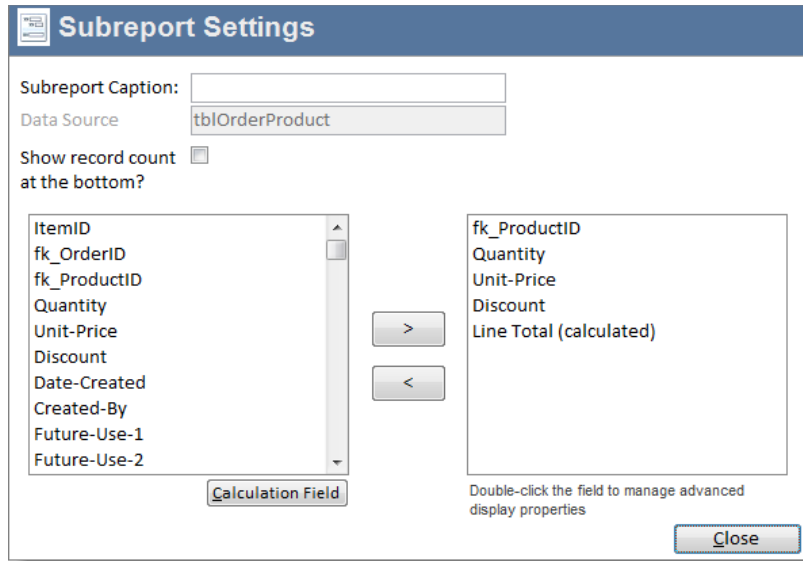 Subreport Settings
Subreport Caption:
Data Source tblOrderProduct
Show record count
at the bottom?
ItemID
fk_OrderID
fk_ProductID
Quantity
Unit-Price
Discount
Date-Created
Created-By
Future-Use-1
Future-Use-2
>
<
fk_ProductID
Quantity
Unit-Price
Discount
Line Total (calculated)
Calculation Field
Double-click the field to manage advanced
display properties
Close